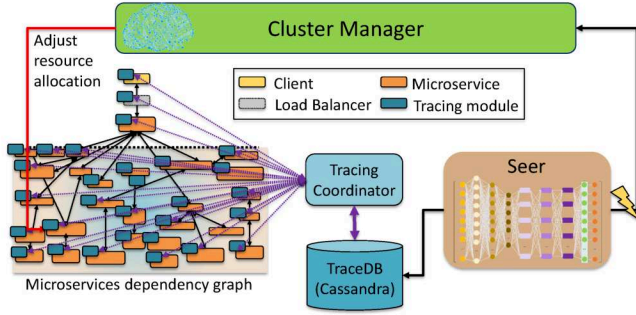 Cluster Manager
Adjust
resource
allocation
Client
Microservice
Load Balancer
Tracing module
Tracing
Coordinator
Seer
TraceDB
(Cassandra)
Microservices dependency graph